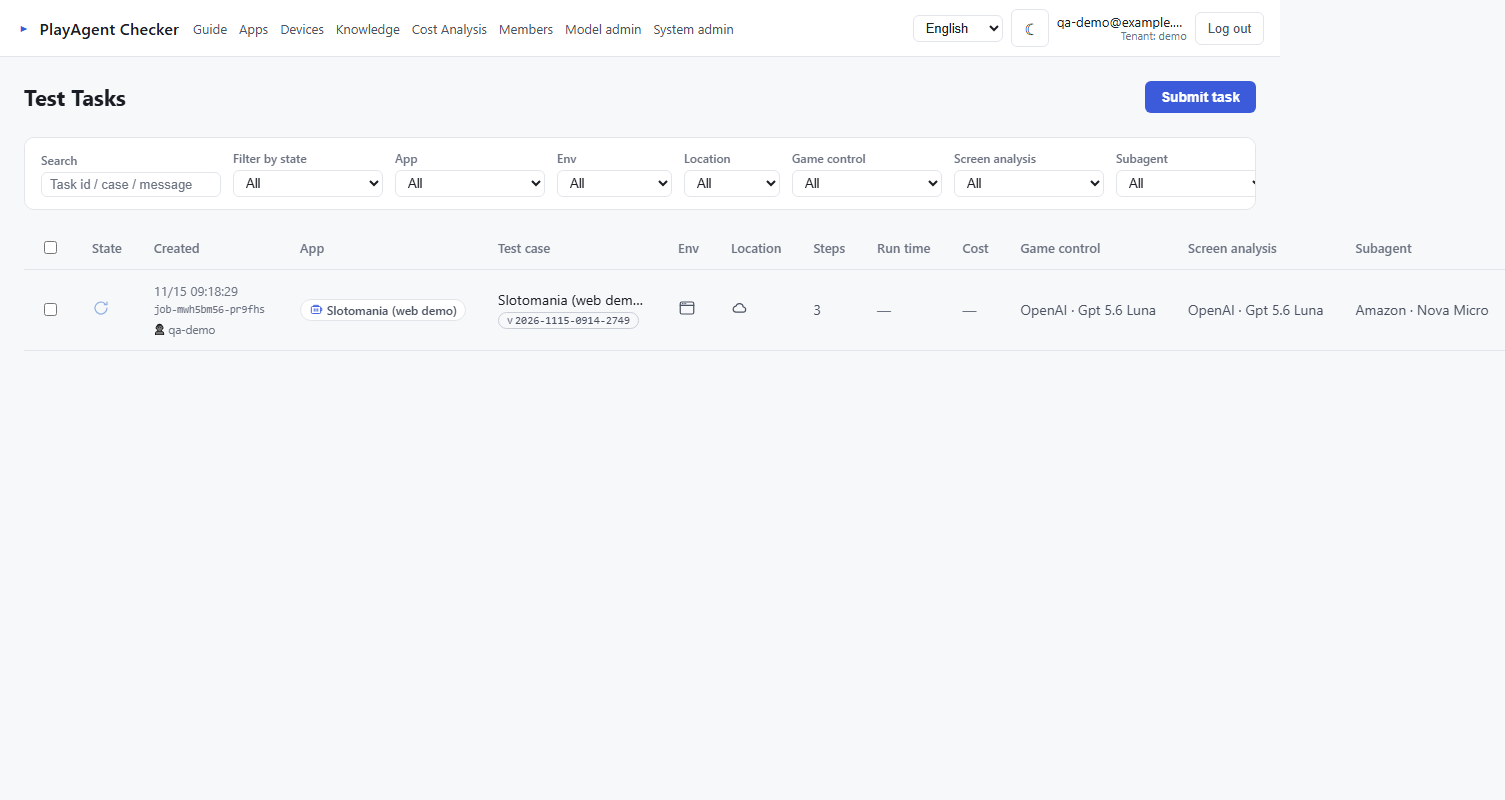 PlayAgent Checker Guide Apps Devices Knowledge Cost Analysis Members Model admin System admin English qa-demo@example.... Log out
Tenant: demo
Test Tasks Submit task
Search Filter by state App Env Location Game control Screen analysis Subagent
Task id / case / message All All All All All All All
State Created App Test case Env Location Steps Run time Cost Game control Screen analysis Subagent
11/15 09:18:29
job-mwh5bm56-pr9fhs
qa-demo
Slotomania (web demo)
Slotomania (web dem...
v 2026-1115-0914-2749
3 — — OpenAI · Gpt 5.6 Luna OpenAI · Gpt 5.6 Luna Amazon · Nova Micro